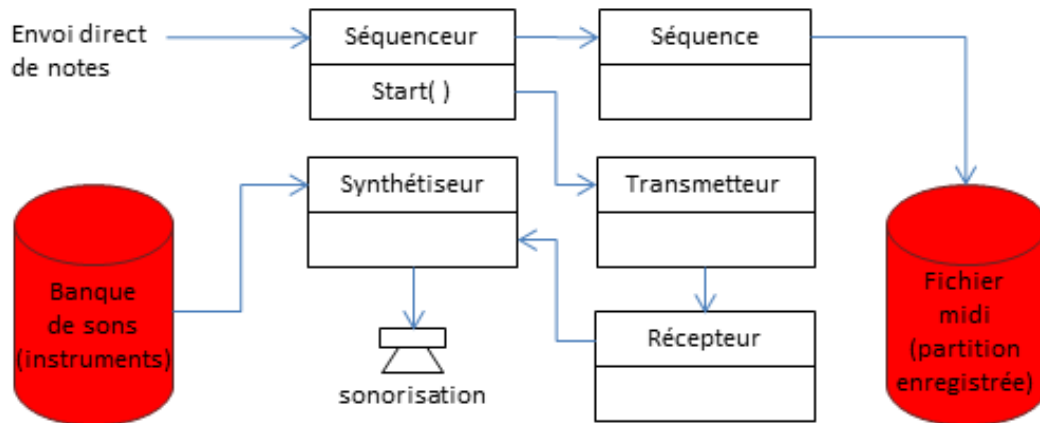 Envoi direct
de notes
Séquenceur
Start( )
Séquence
Synthétiseur
Transmetteur
Banque
de sons
(instruments)
sonorisation
Récepteur
Fichier
midi
(partition
enregistrée)